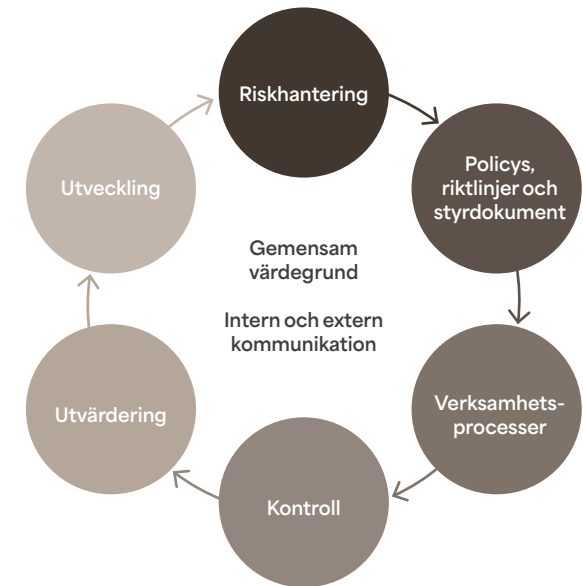 Riskhantering
Policys,
riktlinjer och
styrdokument
Verksamhets-
processer
Kontroll
Utvärdering
Utveckling
Gemensam
värdegrund
Intern och extern
kommunikation